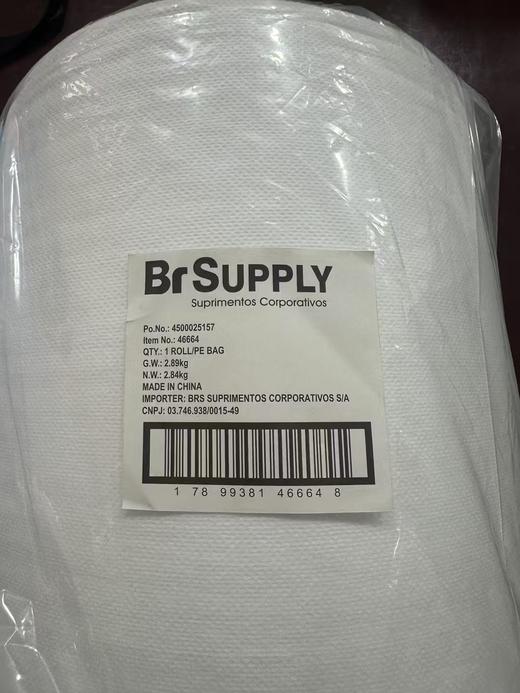 BrSUPPLY
Suprimentos Corporativos
Po.No.: 4500025157
Item No.: 46664
QTY.: 1 ROLL/PE BAG
G.W.: 2.89kg
N.W.: 2.84kg
MADE IN CHINA
IMPORTER: BRS SUPRIMENTOS CORPORATIVOS S/A
CNPJ: 03.746.938/0015-49
1 78 99381 46664 8